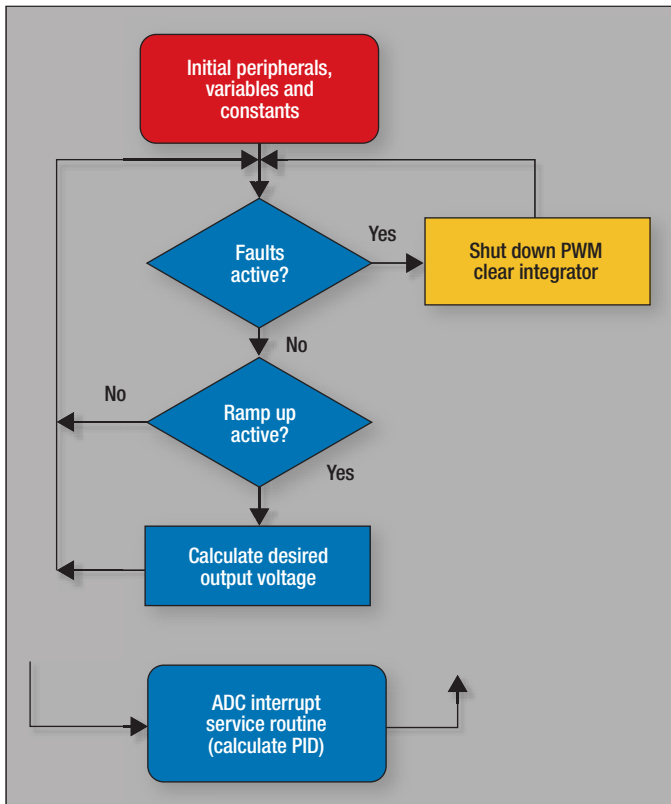 Initial peripherals,
variables and
constants
Faults
active?
Yes
Shut down PWM
clear integrator
No
No
Ramp up
active?
Yes
Calculate desired
output voltage
ADC interrupt
service routine
(calculate PID)